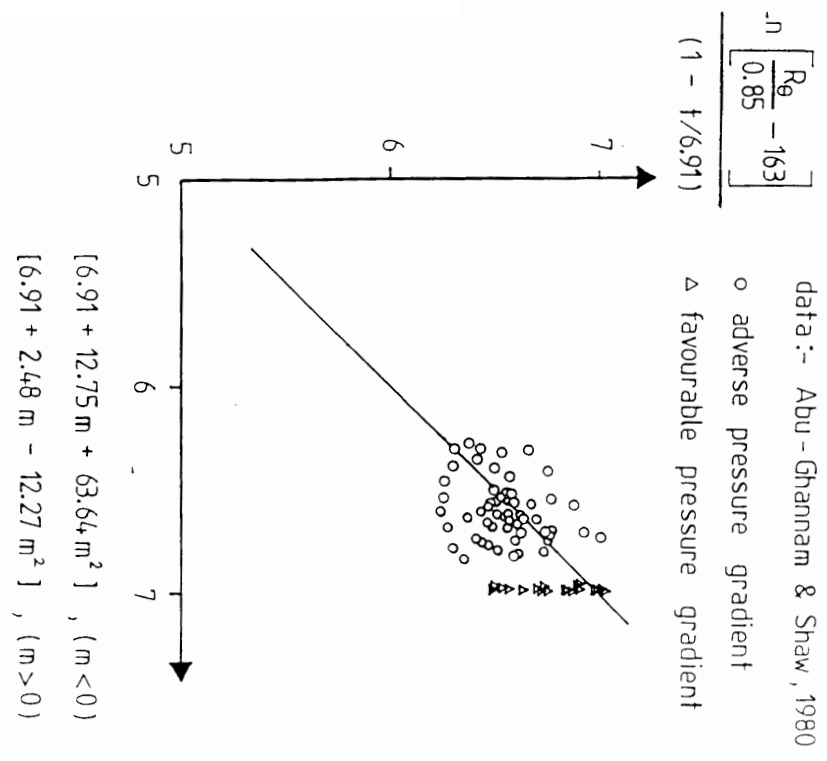 -n [ Rθ/0.85 - 163 ]
(1 - t/6.91)
data:- Abu-Ghannam & Shaw, 1980
o adverse pressure gradient
△ favourable pressure gradient
7
6
5
5
6
7
[6.91 + 12.75 m + 63.64 m² ] , (m<0)
[6.91 + 2.48 m - 12.27 m² ] , (m>0)